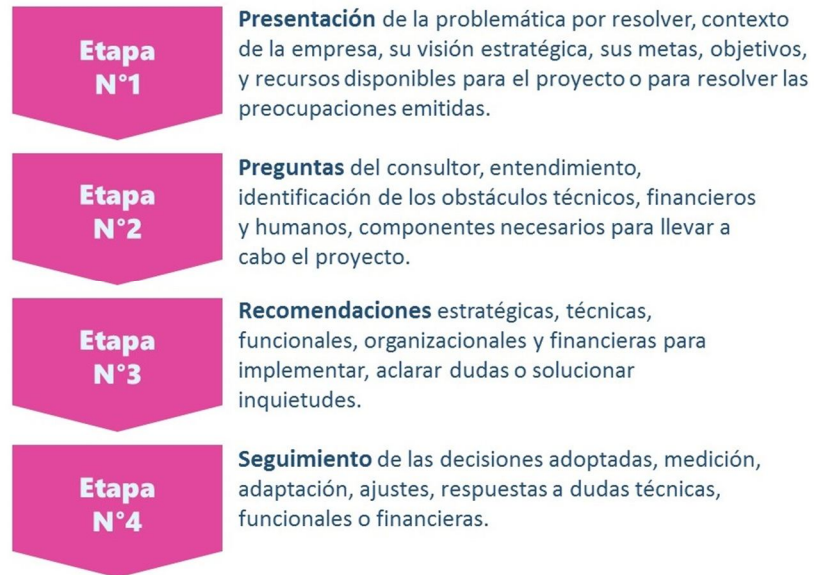 Etapa
N°1
Presentación de la problemática por resolver, contexto
de la empresa, su visión estratégica, sus metas, objetivos,
y recursos disponibles para el proyecto o para resolver las
preocupaciones emitidas.
Etapa
N°2
Preguntas del consultor, entendimiento,
identificación de los obstáculos técnicos, financieros
y humanos, componentes necesarios para llevar a
cabo el proyecto.
Etapa
N°3
Recomendaciones estratégicas, técnicas,
funcionales, organizacionales y financieras para
implementar, aclarar dudas o solucionar
inquietudes.
Etapa
N°4
Seguimiento de las decisiones adoptadas, medición,
adaptación, ajustes, respuestas a dudas técnicas,
funcionales o financieras.